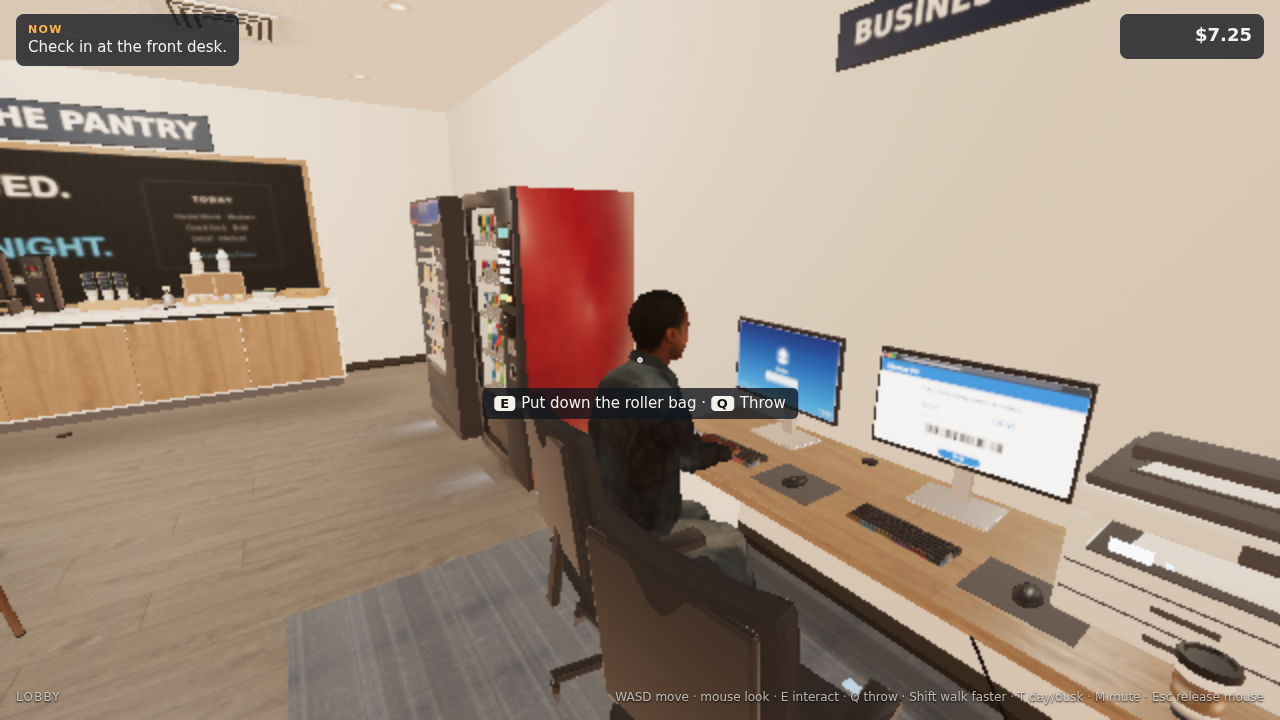 NOW
Check in at the front desk.
$7.25
BUSINES
HE PANTRY
ED.
TODAY
NIGHT.
E Put down the roller bag · Q Throw
LOBBY
WASD move · mouse look · E interact · Q throw · Shift walk faster · T day/dusk · M mute · Esc release mouse